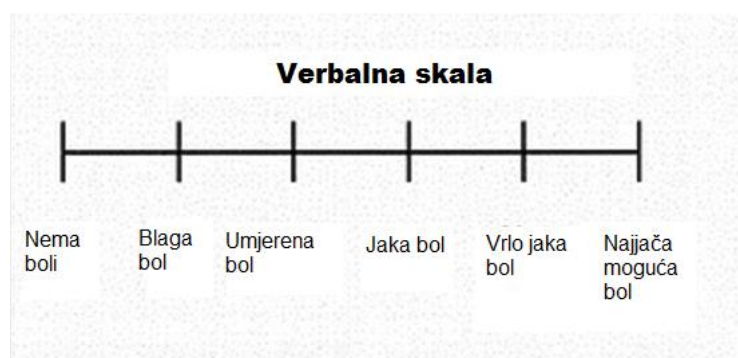 Verbalna skala
Nema
boli
Blaga
bol
Umjerena
bol
Jaka bol
Vrlo jaka
bol
Najjača
moguća
bol